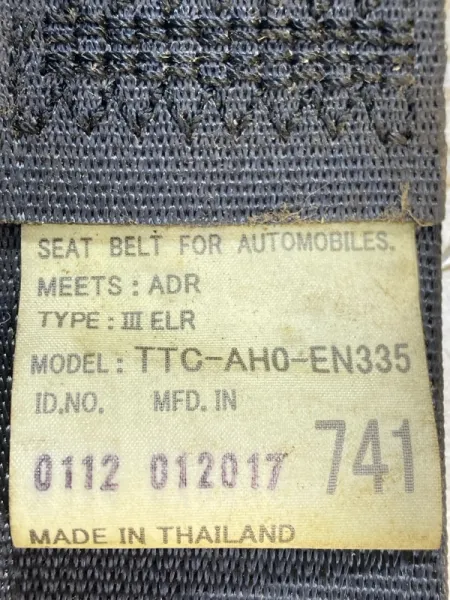 SEAT BELT FOR AUTOMOBILES.
MEETS : ADR
TYPE : III ELR
MODEL : TTC-AH0-EN335
ID.NO. MFD. IN
0112 012017 741
MADE IN THAILAND